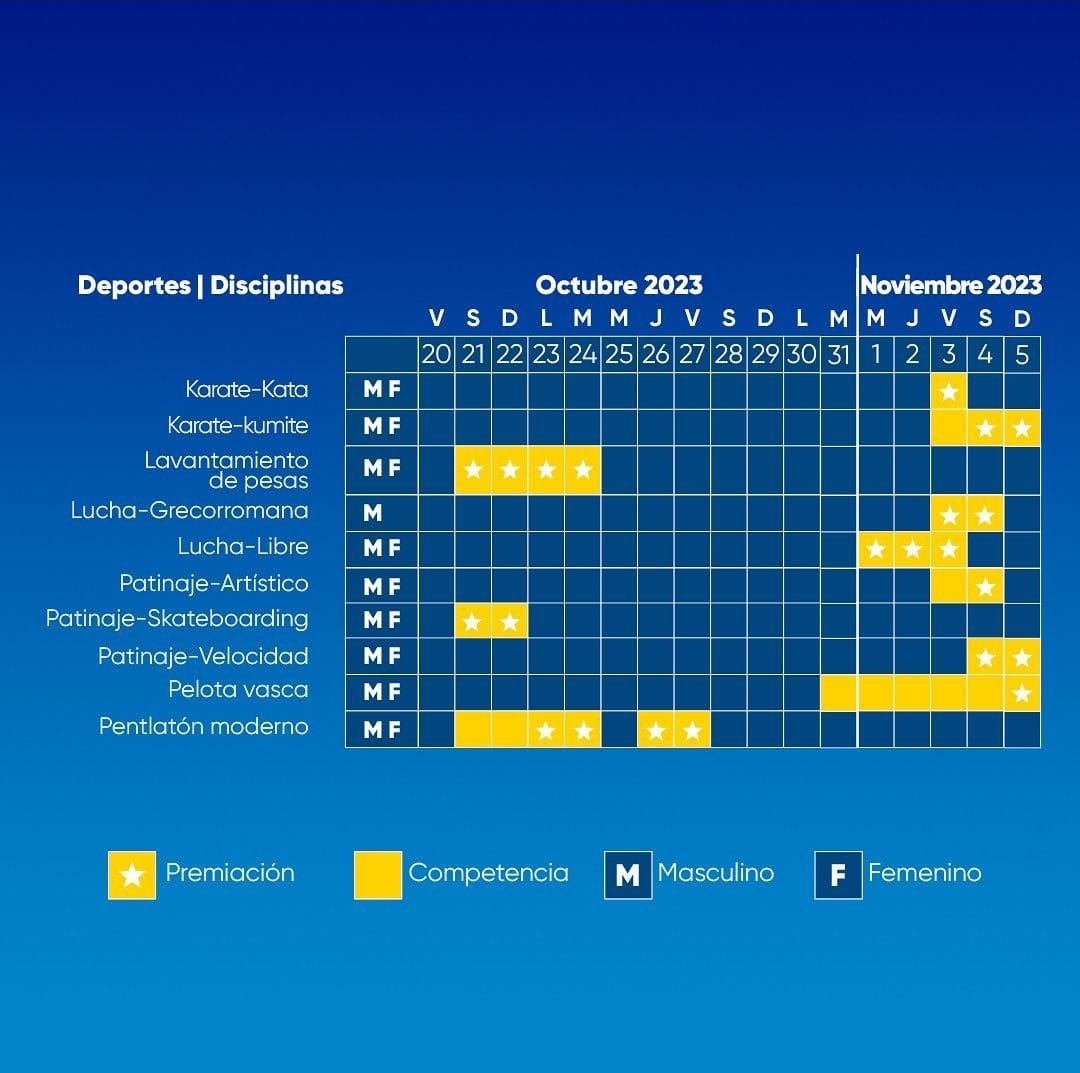 Deportes | Disciplinas Octubre 2023 Noviembre 2023
V S D L M M J V S D L M M J V S D
20 21 22 23 24 25 26 27 28 29 30 31 1 2 3 4 5
Karate-Kata M F
Karate-kumite M F
Lavantamiento
de pesas M F
Lucha-Grecorromana M
Lucha-Libre M F
Patinaje-Artístico M F
Patinaje-Skateboarding M F
Patinaje-Velocidad M F
Pelota vasca M F
Pentlatón moderno M F
Premiación Competencia M Masculino F Femenino